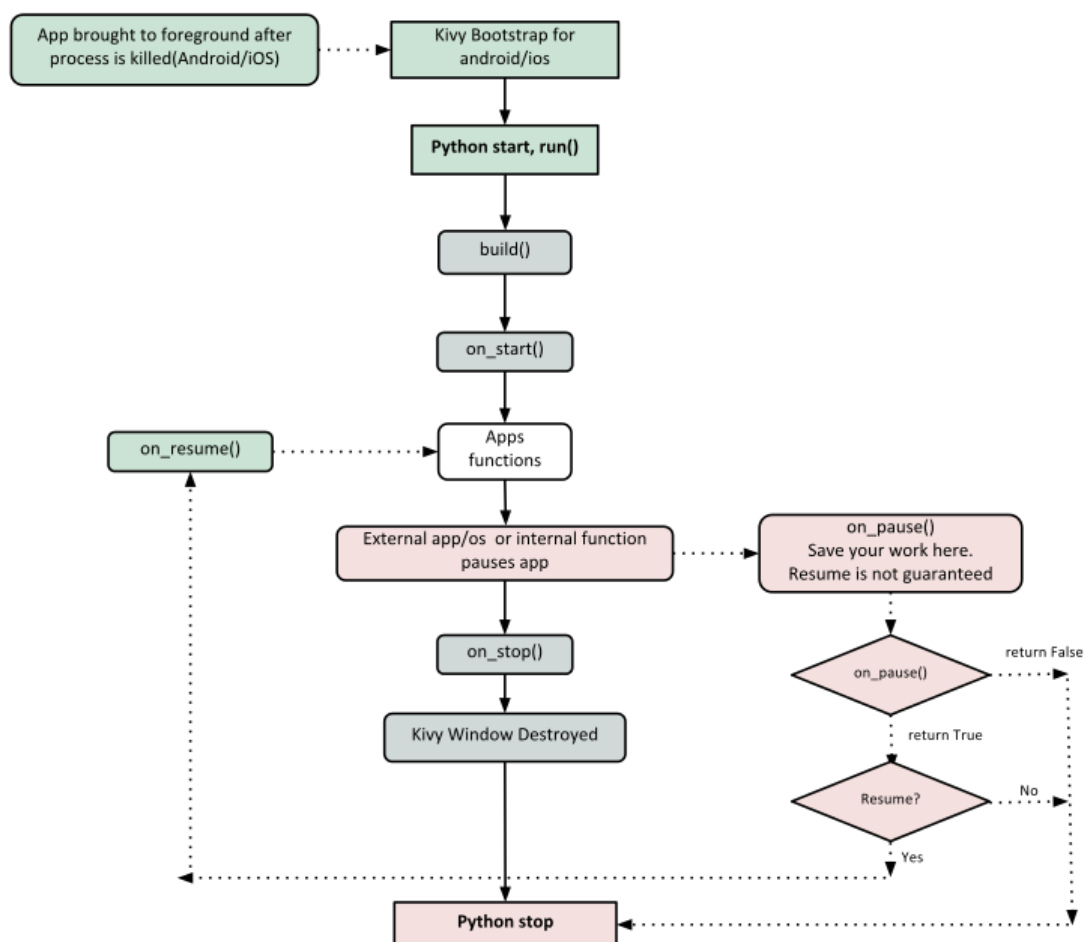 App brought to foreground after
process is killed(Android/iOS)
Kivy Bootstrap for
android/ios
Python start, run()
build()
on_start()
on_resume()
Apps
functions
External app/os or internal function
pauses app
on_pause()
Save your work here.
Resume is not guaranteed
on_stop()
on_pause()
return False
Kivy Window Destroyed
return True
Resume?
No
Yes
Python stop